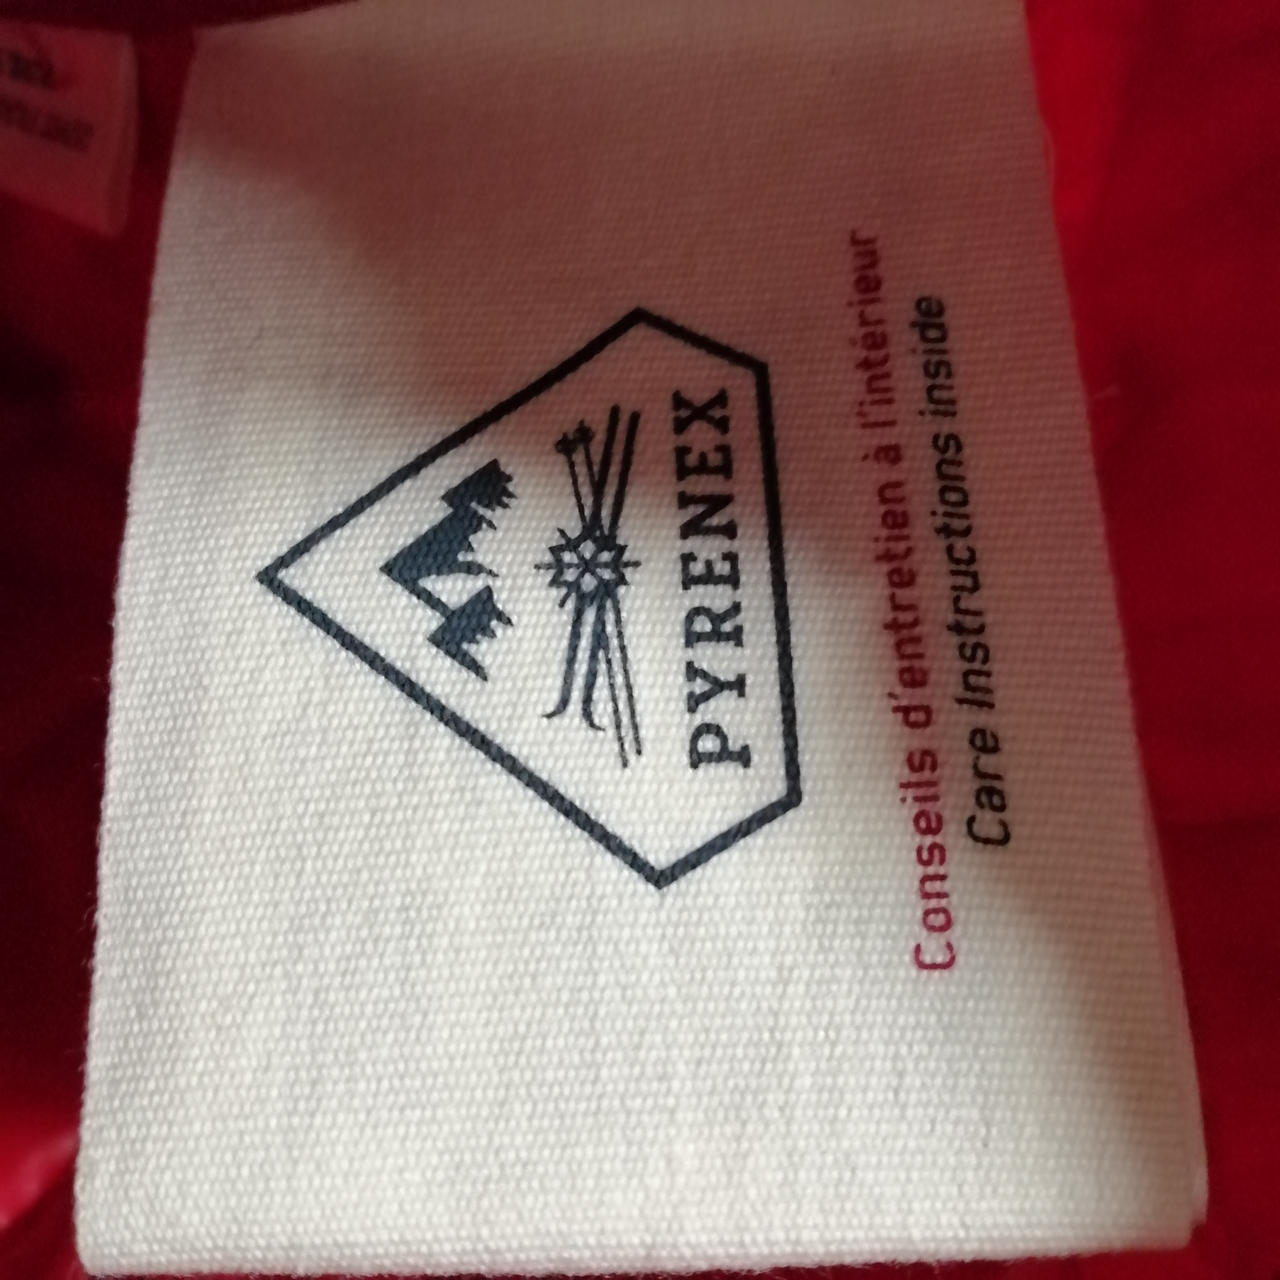 PYRENEX
Conseils d'entretien à l'intérieur
Care Instructions inside